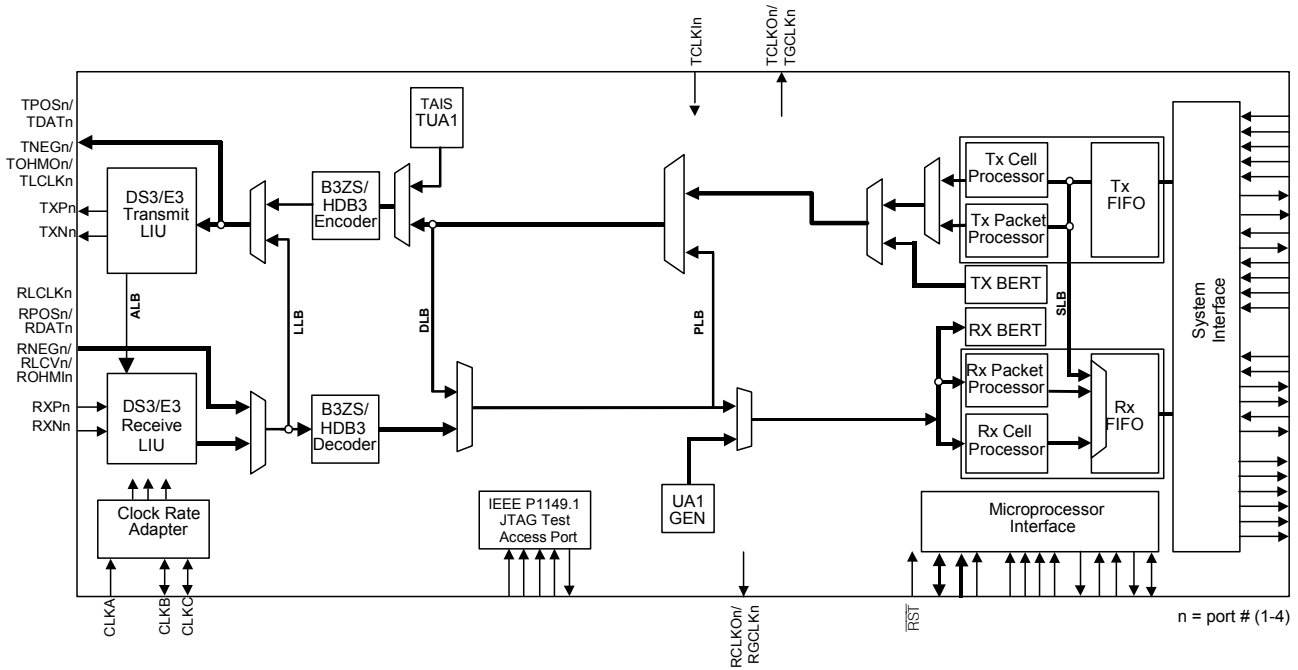 TCLKIn
TCLKOn/
TGCLKn
TPOSn/
TDATn
TNEGn/
TOHMOn/
TLCLKn
TXPn
TXNn
RLCLKn
RPOSn/
RDATn
RNEGn/
RLCVn/
ROHMIn
RXPn
RXNn
DS3/E3
Transmit
LIU
ALB
DS3/E3
Receive
LIU
Clock Rate
Adapter
CLKA
CLKB
CLKC
TAIS
TUA1
B3ZS/
HDB3
Encoder
LLB
B3ZS/
HDB3
Decoder
DLB
PLB
IEEE P1149.1
JTAG Test
Access Port
UA1
GEN
RCLKOn/
RGCLKn
Tx Cell
Processor
Tx Packet
Processor
Tx
FIFO
TX BERT
RX BERT
SLB
Rx Packet
Processor
Rx Cell
Processor
Rx
FIFO
System
Interface
Microprocessor
Interface
RST
n = port # (1-4)